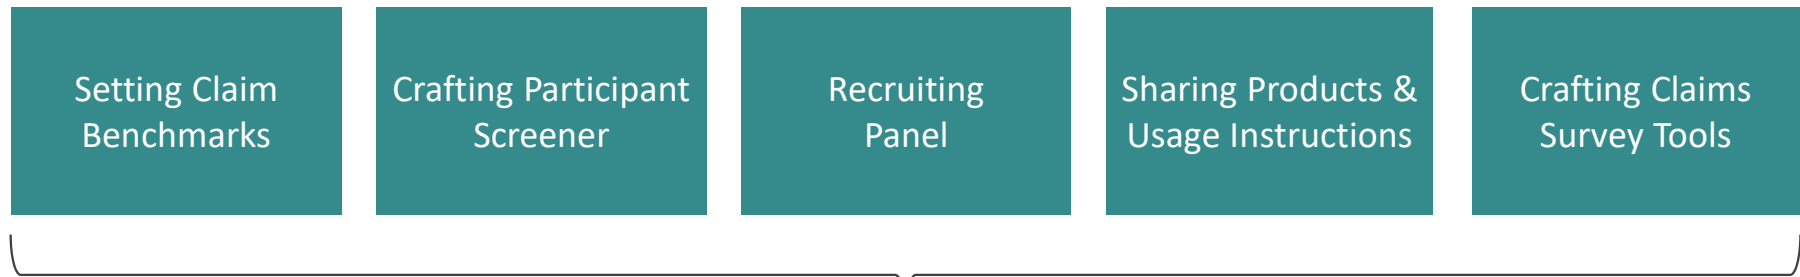 Setting Claim
Benchmarks
Crafting Participant
Screener
Recruiting
Panel
Sharing Products &
Usage Instructions
Crafting Claims
Survey Tools